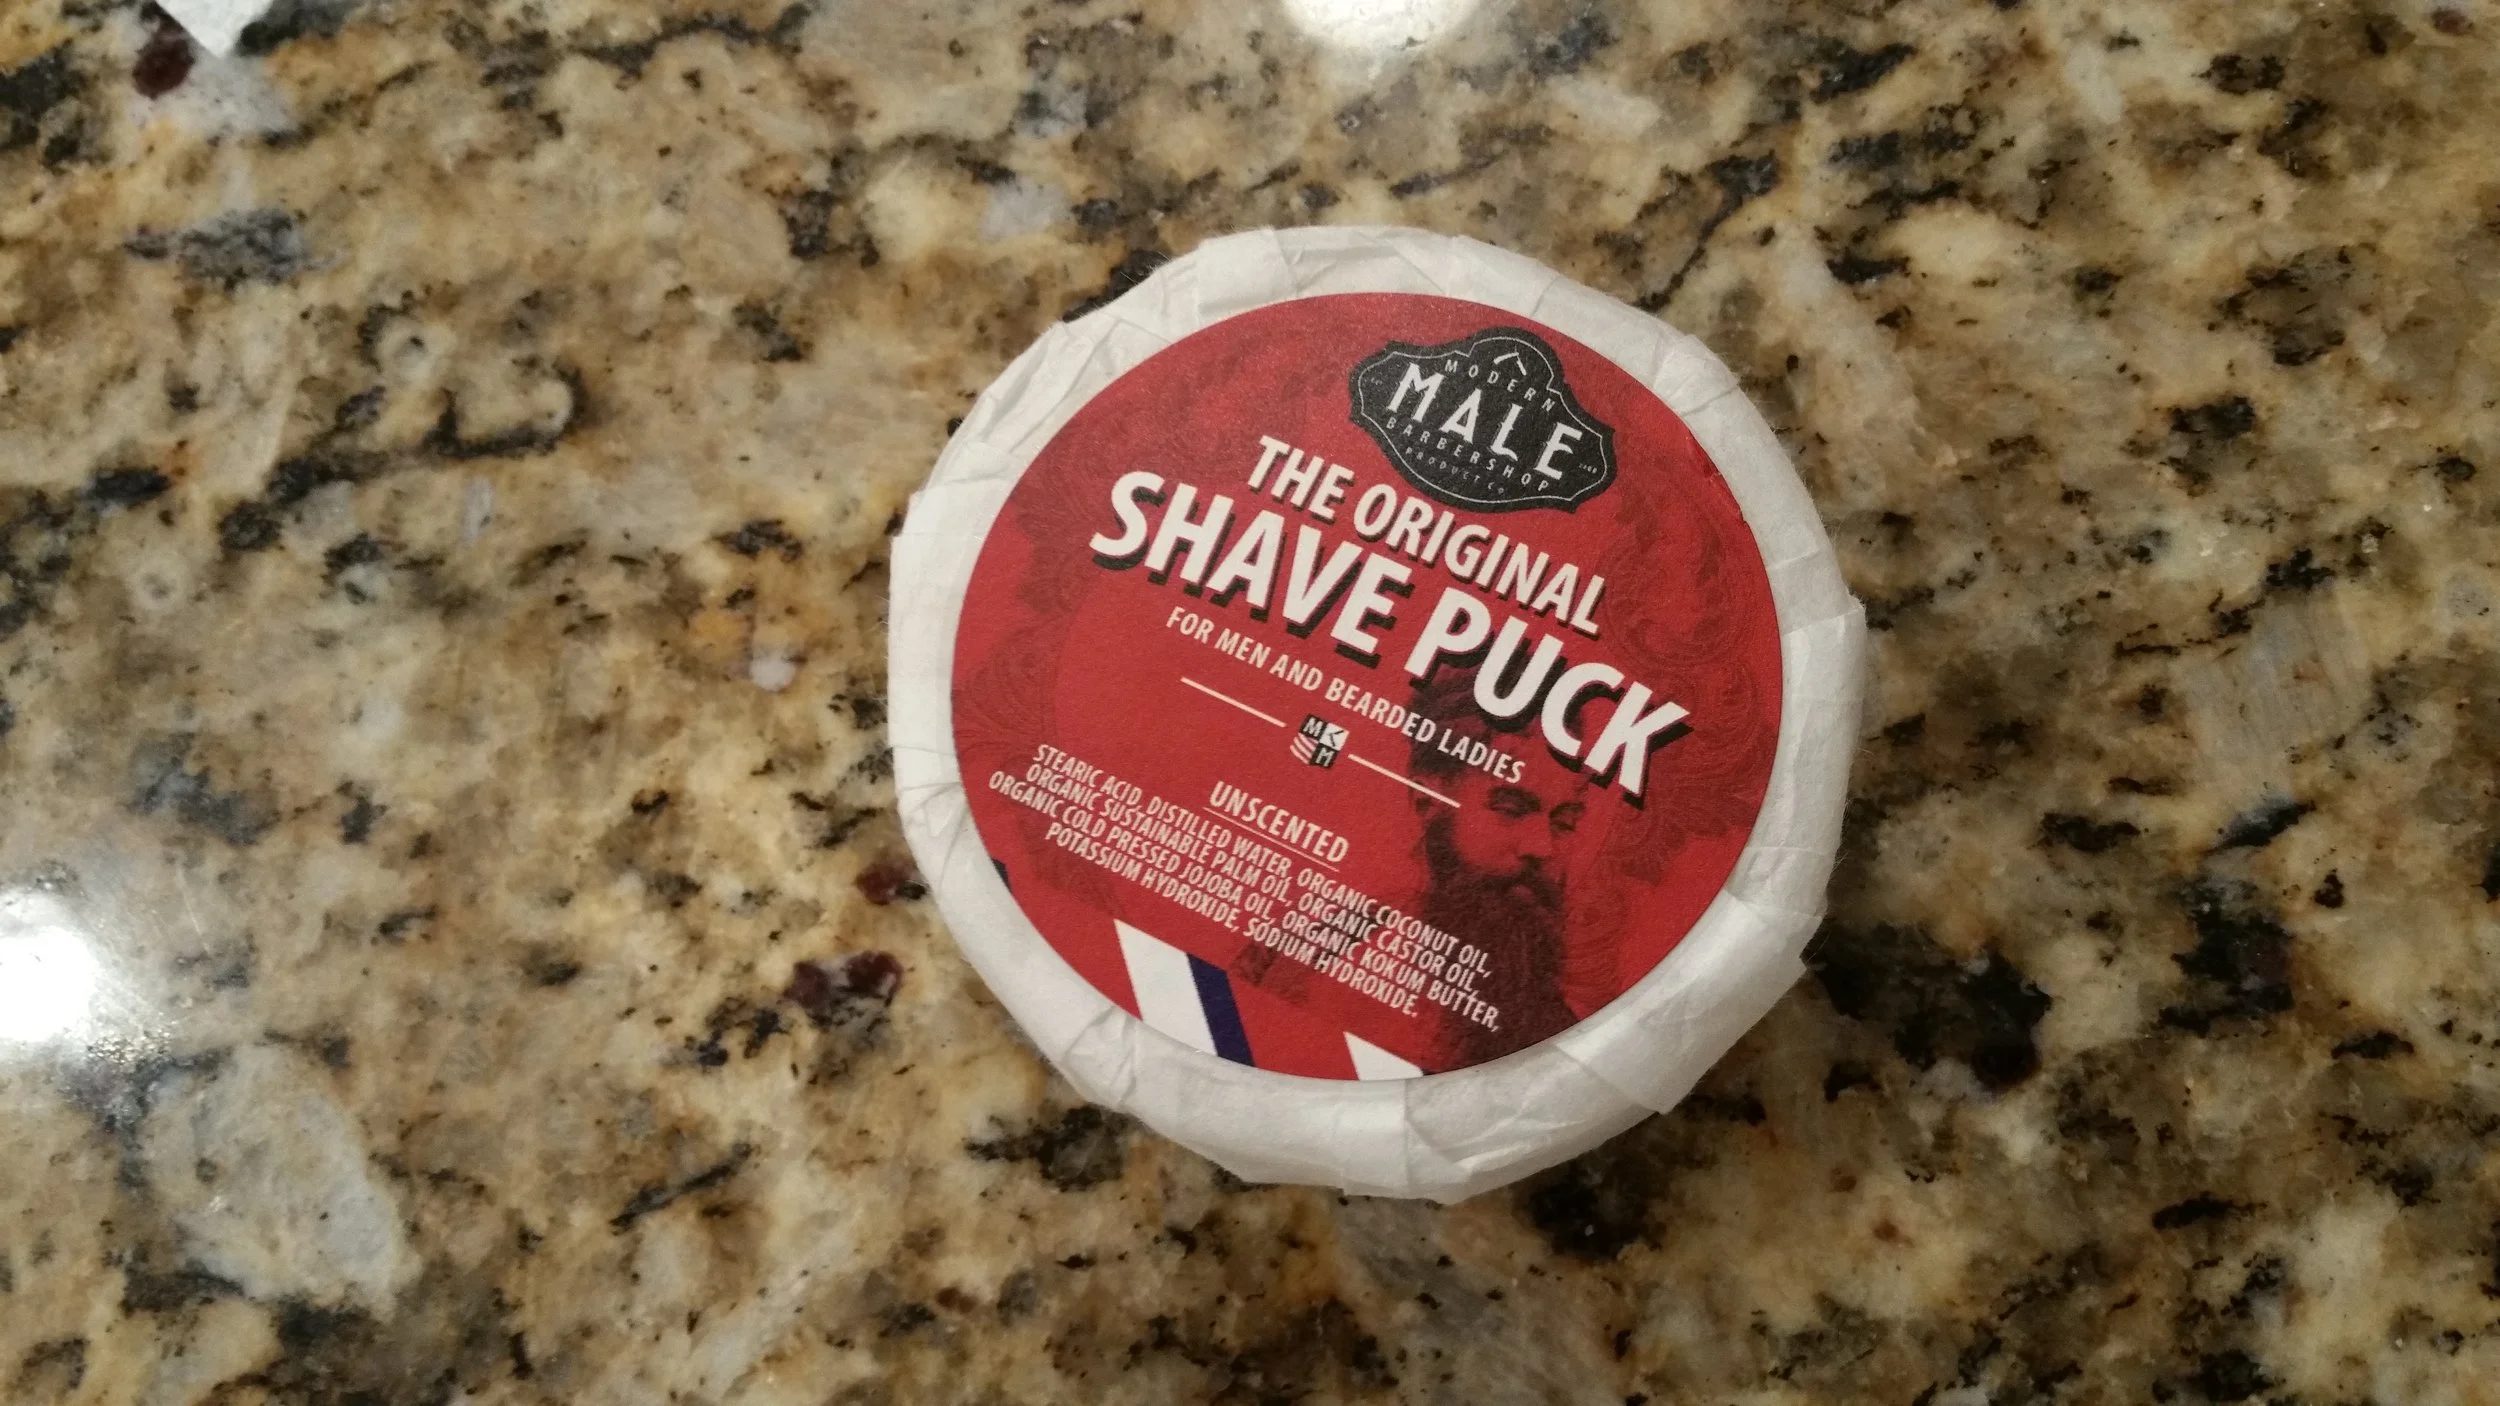 MODERN
MALE
BARBERSHOP
PRODUCT CO
THE ORIGINAL
SHAVE PUCK
FOR MEN AND BEARDED LADIES
MKM
UNSCENTED
STEARIC ACID, DISTILLED WATER, ORGANIC COCONUT OIL,
ORGANIC SUSTAINABLE PALM OIL, ORGANIC CASTOR OIL,
ORGANIC COLD PRESSED JOJOBA OIL, ORGANIC KOKUM BUTTER,
POTASSIUM HYDROXIDE, SODIUM HYDROXIDE.